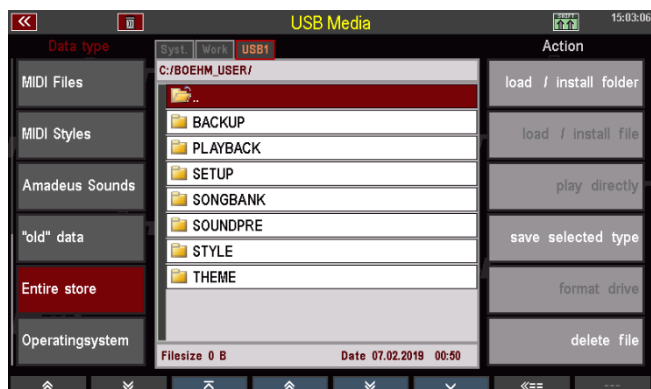 USB Media
SHIFT
15:03:06
Data type
Syst. Work USB1
Action
MIDI Files
MIDI Styles
Amadeus Sounds
"old" data
Entire store
Operatingsystem
C:/BOEHM_USER/
..
BACKUP
PLAYBACK
SETUP
SONGBANK
SOUNDPRE
STYLE
THEME
Filesize 0 B Date 07.02.2019 00:50
load / install folder
load / install file
play directly
save selected type
format drive
delete file
«==
---